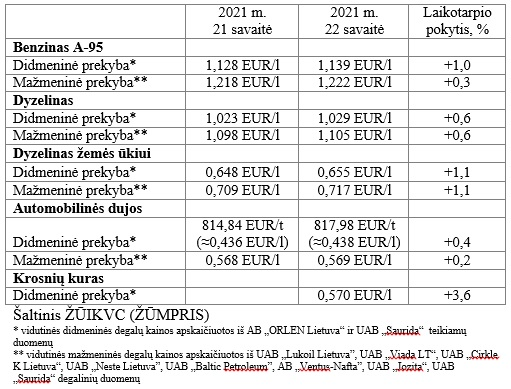 2021 m. 21 savaitė 2021 m. 22 savaitė Laikotarpio pokytis, %
Benzinas A-95
Didmeninė prekyba* 1,128 EUR/l 1,139 EUR/l +1,0
Mažmeninė prekyba** 1,218 EUR/l 1,222 EUR/l +0,3
Dyzelinas
Didmeninė prekyba* 1,023 EUR/l 1,029 EUR/l +0,6
Mažmeninė prekyba** 1,098 EUR/l 1,105 EUR/l +0,6
Dyzelinas žemės ūkiui
Didmeninė prekyba* 0,648 EUR/l 0,655 EUR/l +1,1
Mažmeninė prekyba** 0,709 EUR/l 0,717 EUR/l +1,1
Automobilinės dujos
814,84 EUR/t 817,98 EUR/t
Didmeninė prekyba* (≈0,436 EUR/l) (≈0,438 EUR/l) +0,4
Mažmeninė prekyba** 0,568 EUR/l 0,569 EUR/l +0,2
Krosnių kuras
Didmeninė prekyba* 0,570 EUR/l +3,6
Šaltinis ŽŪIKVC (ŽŪMPRIS)
* vidutinės didmeninės degalų kainos apskaičiuotos iš AB „ORLEN Lietuva“ ir UAB „Saurida“ teikiamų
duomenų
** vidutinės mažmeninės degalų kainos apskaičiuotos iš UAB „Lukoil Lietuva”, UAB „Viada LT“, UAB „Cirkle
K Lietuva“, UAB „Neste Lietuva”, UAB „Baltic Petroleum”, AB „Ventus-Nafta”, UAB „Jozita“, UAB
„Saurida“ degalinių duomenų